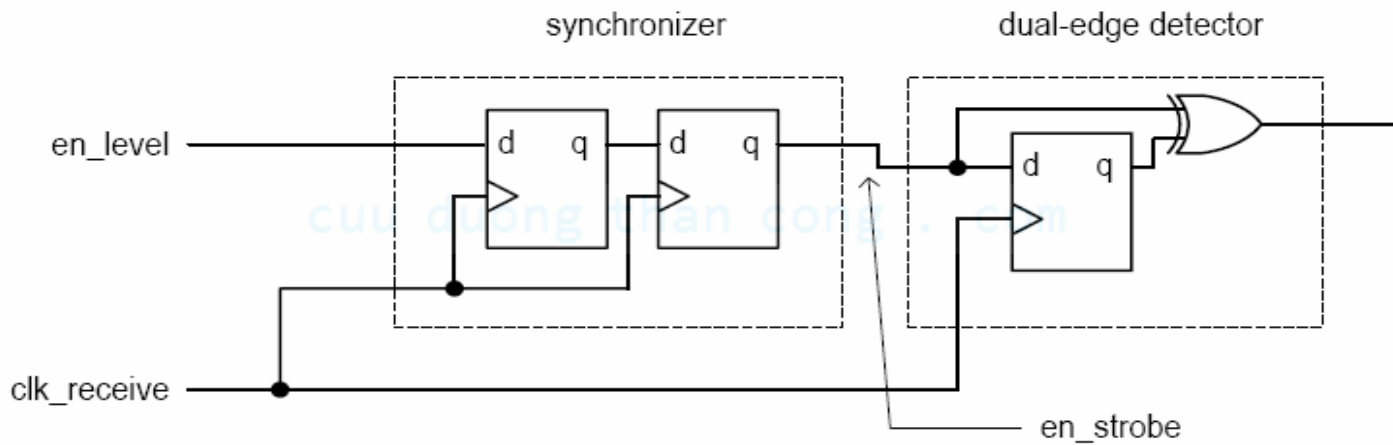 synchronizer
dual-edge detector
en_level
d q
d q
d q
cuu duong than cong . com
clk_receive
en_strobe